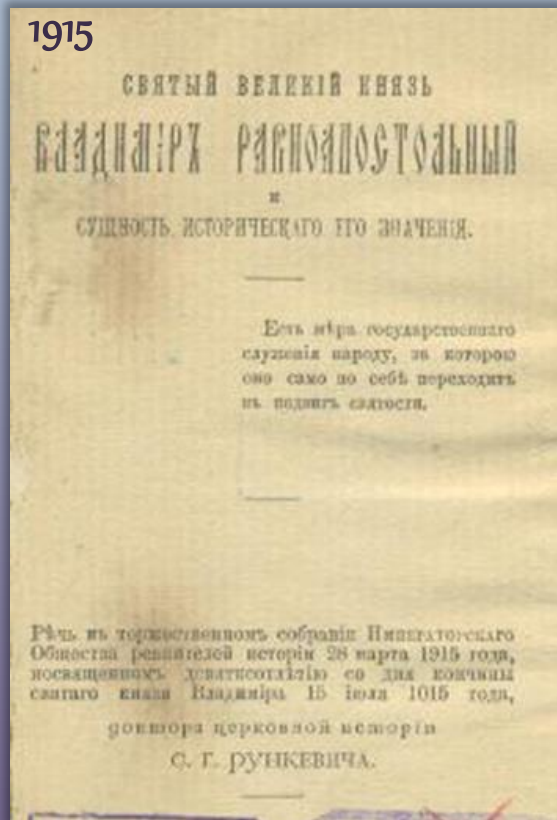 1915
СВЯТЫЙ ВЕЛИКІЙ КНЯЗЬ
ВЛАДИМІРЪ РАВНОАПОСТОЛЬНЫЙ
и
СУЩНОСТЬ ИСТОРИЧЕСКАГО ЕГО ЗНАЧЕНІЯ.
Есть мѣра государственнаго
служенія народу, за которою
оно само по себѣ переходитъ
въ подвигъ святости.
Рѣчь въ торжественномъ собраніи Императорскаго
Общества ревнителей исторіи 28 марта 1915 года,
посвященномъ девятисотлѣтію со дня кончины
святаго князя Владиміра 15 іюля 1015 года,
доктора церковной исторіи
С. Г. РУНКЕВИЧА.